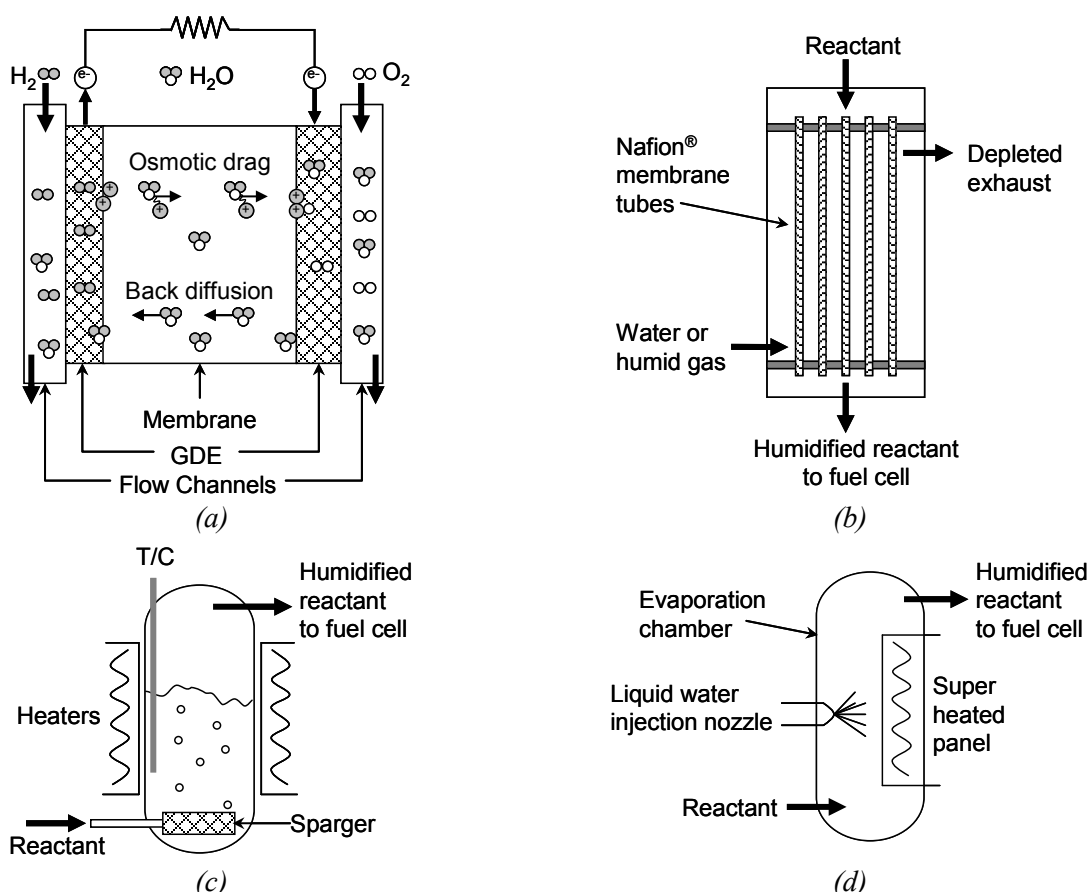 e-
e-
H2
H2O
O2
Osmotic drag
+
+
+
+
Back diffusion
Membrane
GDE
Flow Channels
(a)
Reactant
Nafion®
membrane
tubes
Depleted
exhaust
Water or
humid gas
Humidified reactant
to fuel cell
(b)
T/C
Humidified
reactant
to fuel cell
Heaters
Reactant
Sparger
(c)
Evaporation
chamber
Humidified
reactant
to fuel cell
Liquid water
injection nozzle
Super
heated
panel
Reactant
(d)